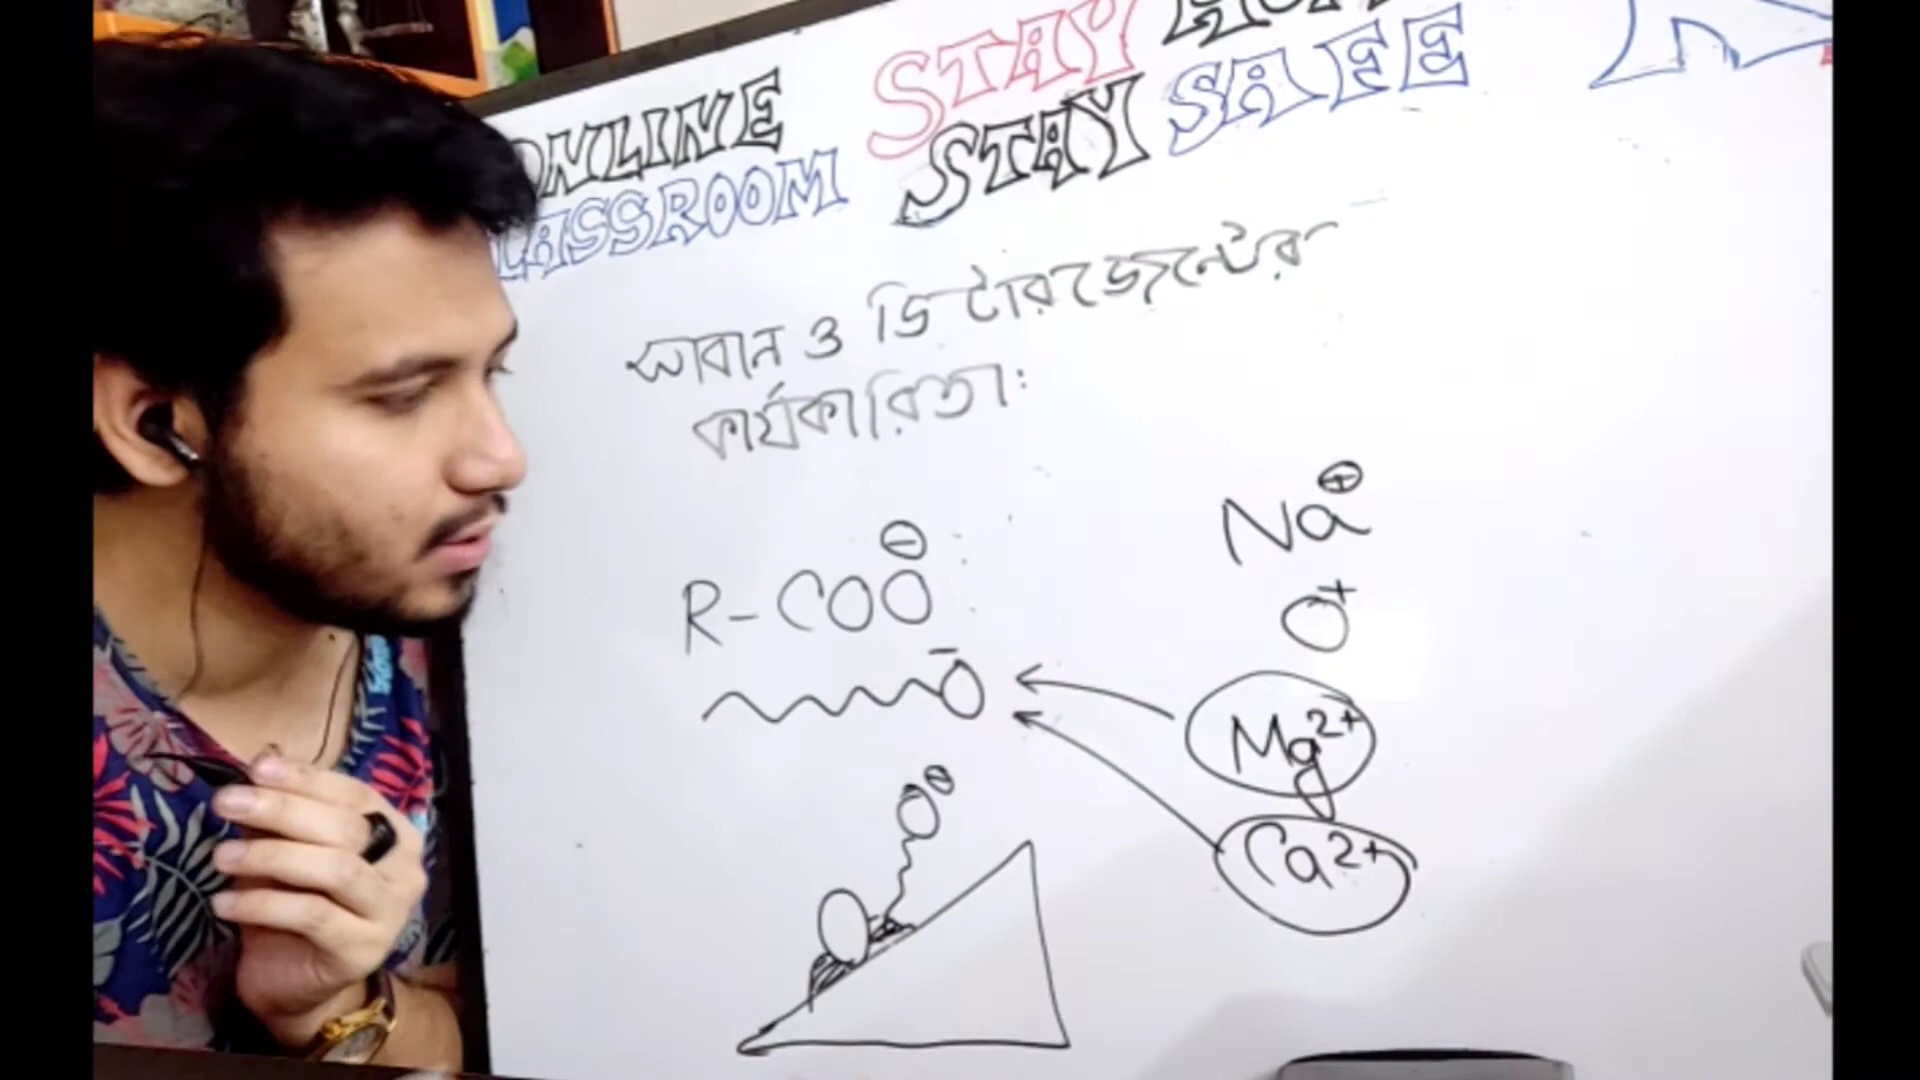 ONLINE
CLASSROOM
STAY
STAY SAFE
সাবান ও ডিটারজেন্টের
কার্যকারিতা:
Na⊕
R-COO⊖
O+
Mg2+
Ca2+